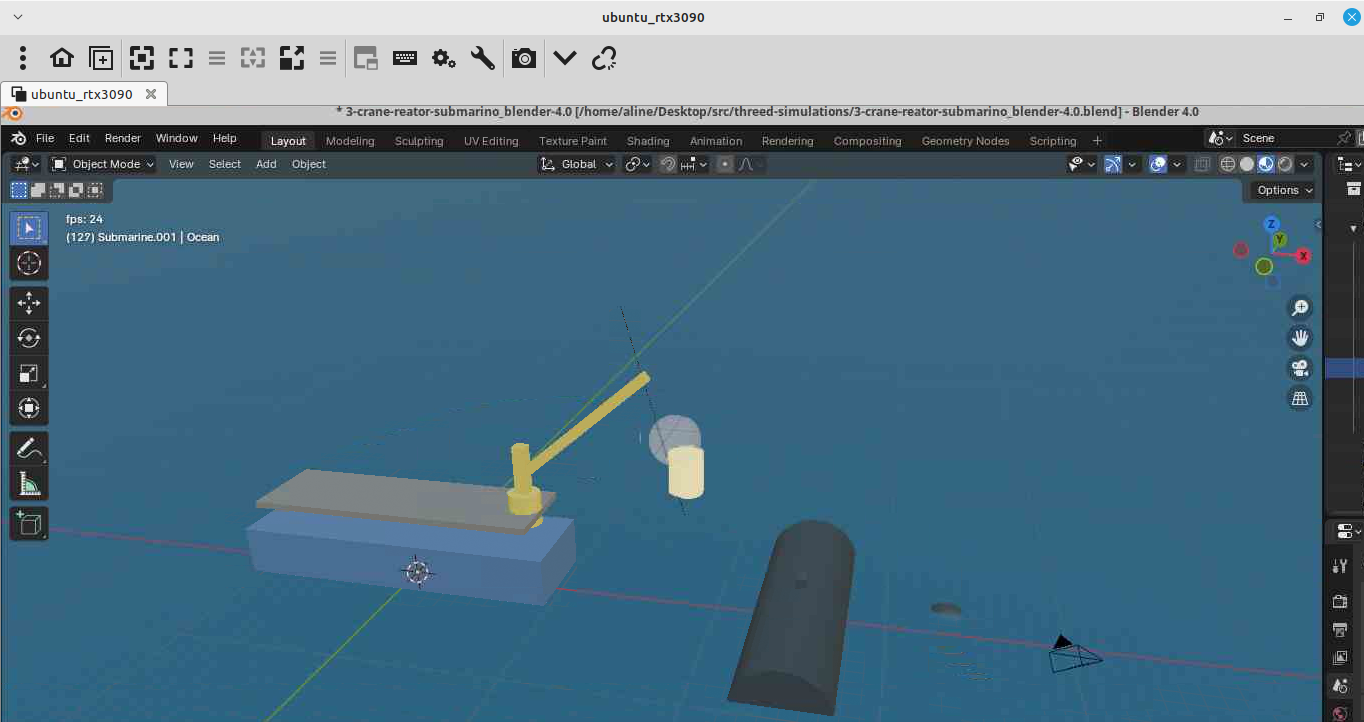 ubuntu_rtx3090
ubuntu_rtx3090
* 3-crane-reator-submarino_blender-4.0 [/home/aline/Desktop/src/threed-simulations/3-crane-reator-submarino_blender-4.0.blend] - Blender 4.0
File Edit Render Window Help Layout Modeling Sculpting UV Editing Texture Paint Shading Animation Rendering Compositing Geometry Nodes Scripting + Scene
Object Mode View Select Add Object Global
Options
fps: 24
(127) Submarine.001 | Ocean
Z
Y
X